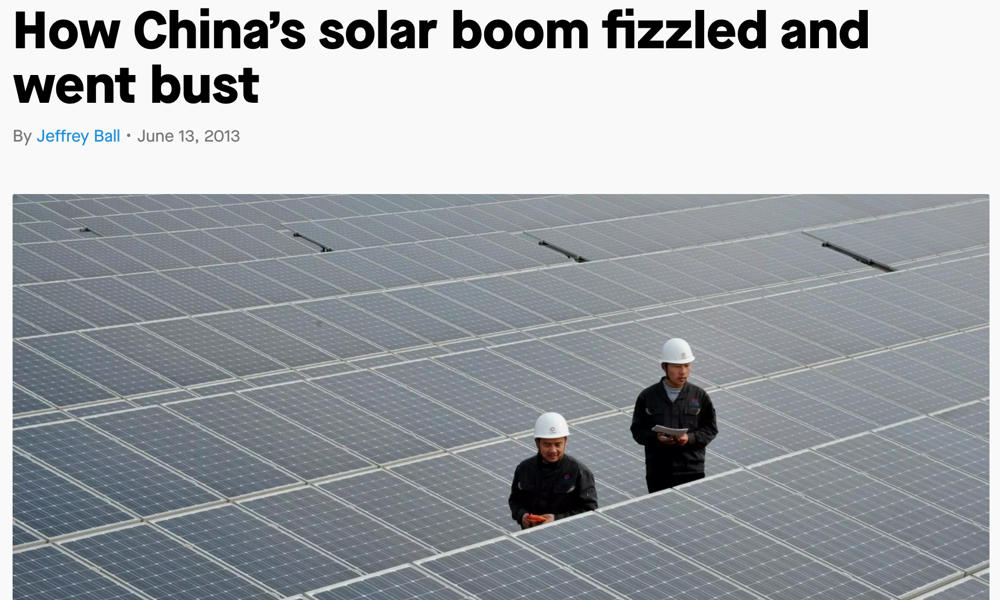 How China’s solar boom fizzled and
went bust
By Jeffrey Ball • June 13, 2013